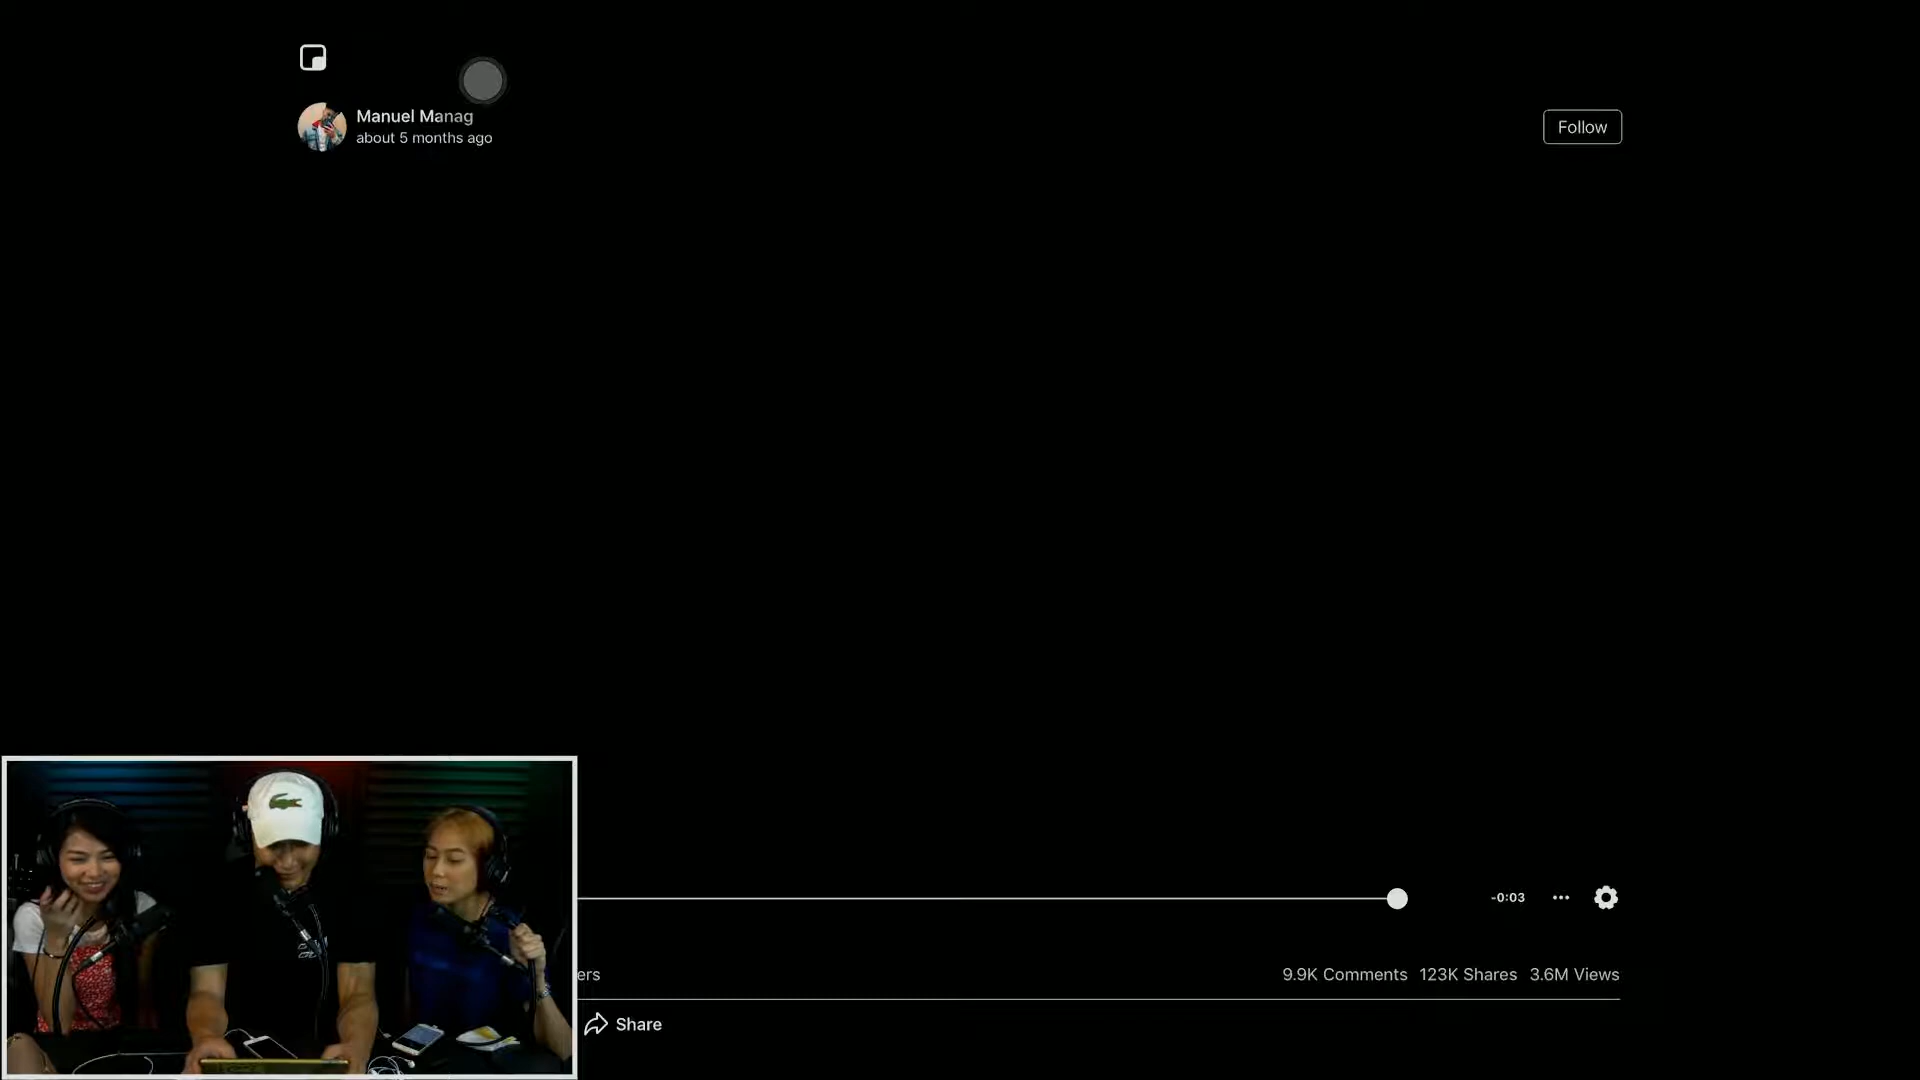 Manuel Manag
about 5 months ago
Follow
-0:03
ers
9.9K Comments 123K Shares 3.6M Views
Share